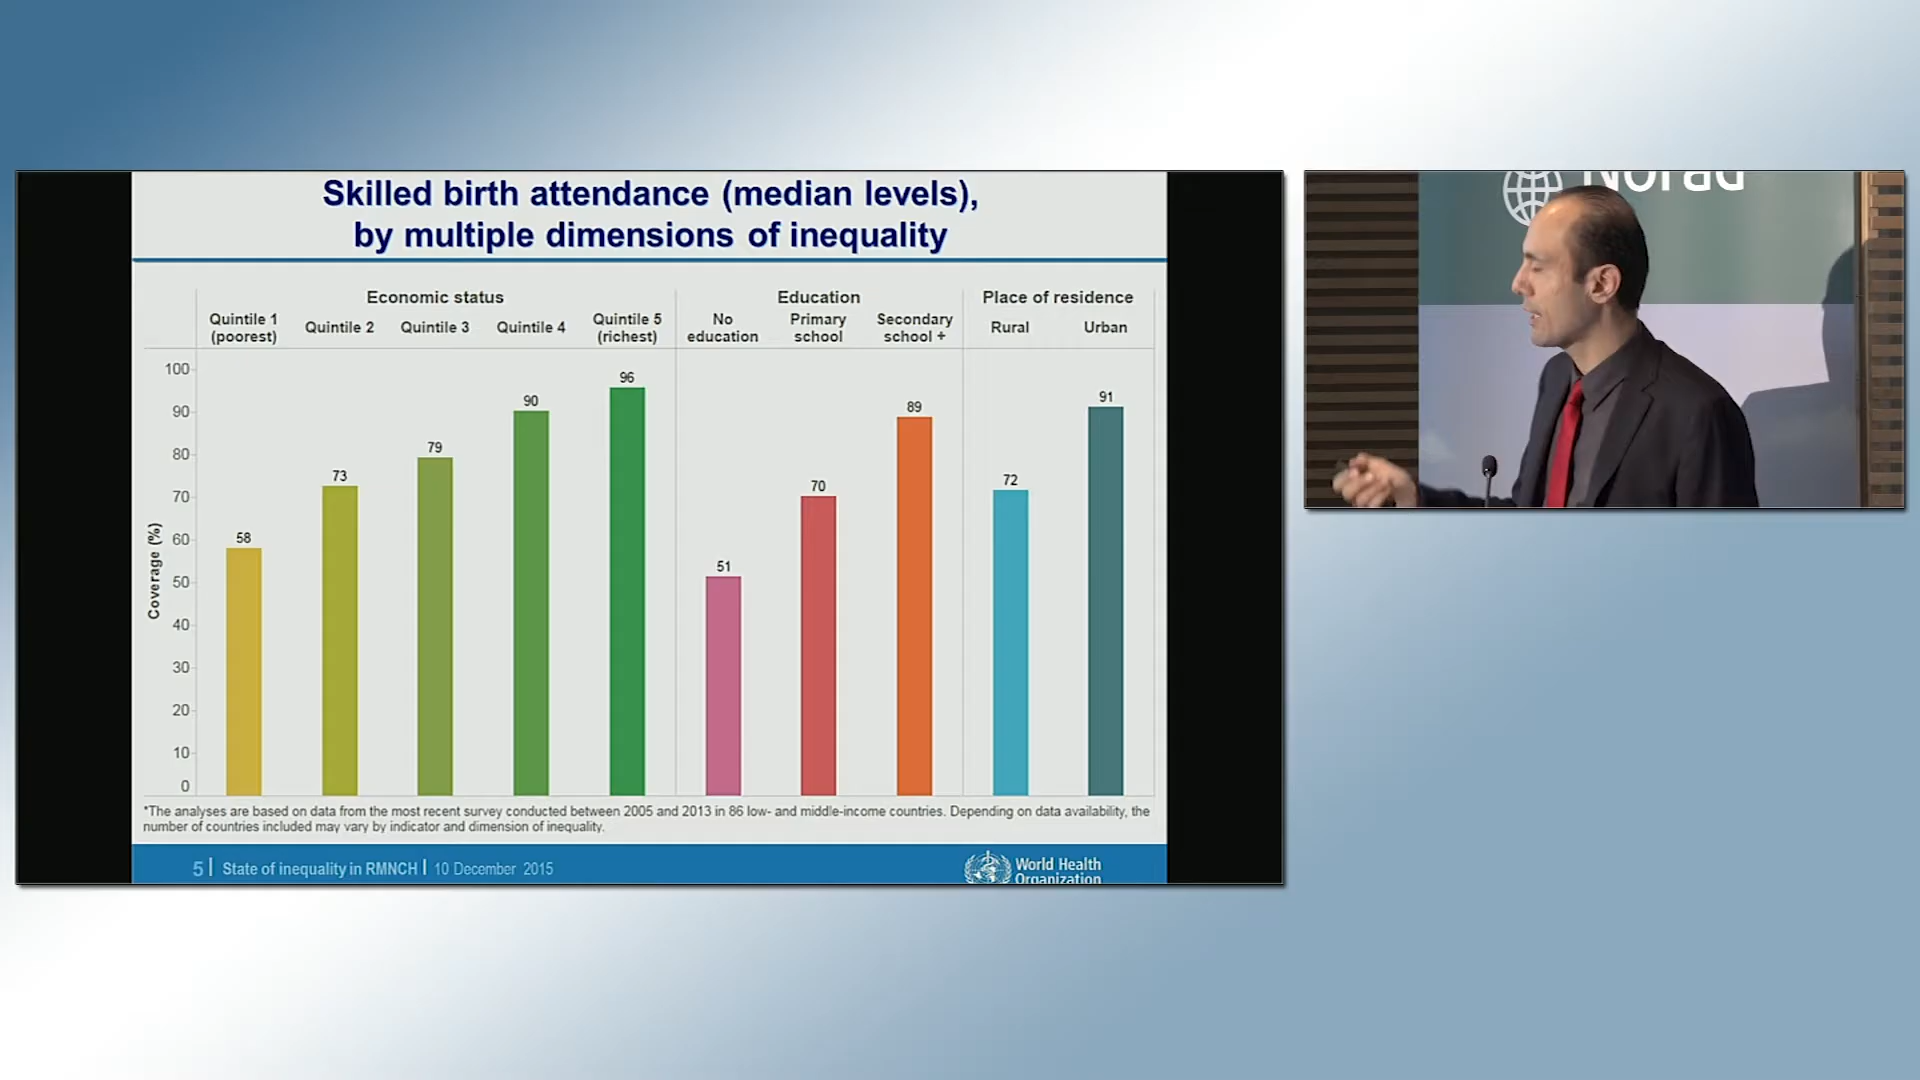 Skilled birth attendance (median levels),
by multiple dimensions of inequality
Economic status
Education
Place of residence
Quintile 1
(poorest)
Quintile 2
Quintile 3
Quintile 4
Quintile 5
(richest)
No
education
Primary
school
Secondary
school +
Rural
Urban
Coverage (%)
100
90
80
70
60
50
40
30
20
10
0
58
73
79
90
96
51
70
89
72
91
*The analyses are based on data from the most recent survey conducted between 2005 and 2013 in 86 low- and middle-income countries. Depending on data availability, the
number of countries included may vary by indicator and dimension of inequality.
5 | State of inequality in RMNCH | 10 December 2015
World Health
Organization
Norad